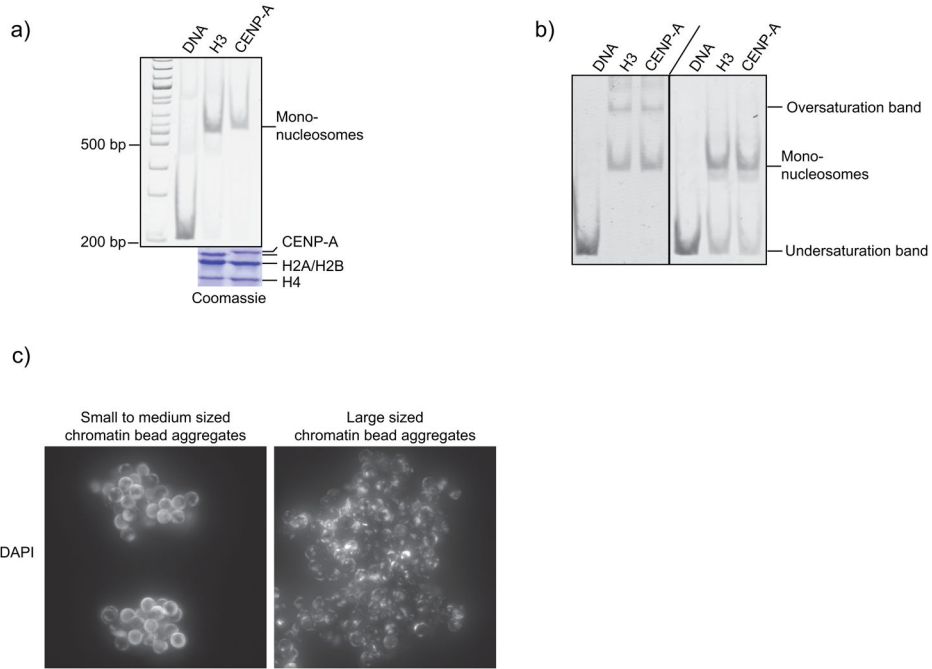 a)
DNA
H3
CENP-A
Mono-
nucleosomes
500 bp
200 bp
CENP-A
H2A/H2B
H4
Coomassie
b)
DNA
H3
CENP-A
DNA
H3
CENP-A
Oversaturation band
Mono-
nucleosomes
Undersaturation band
c)
Small to medium sized
chromatin bead aggregates
Large sized
chromatin bead aggregates
DAPI